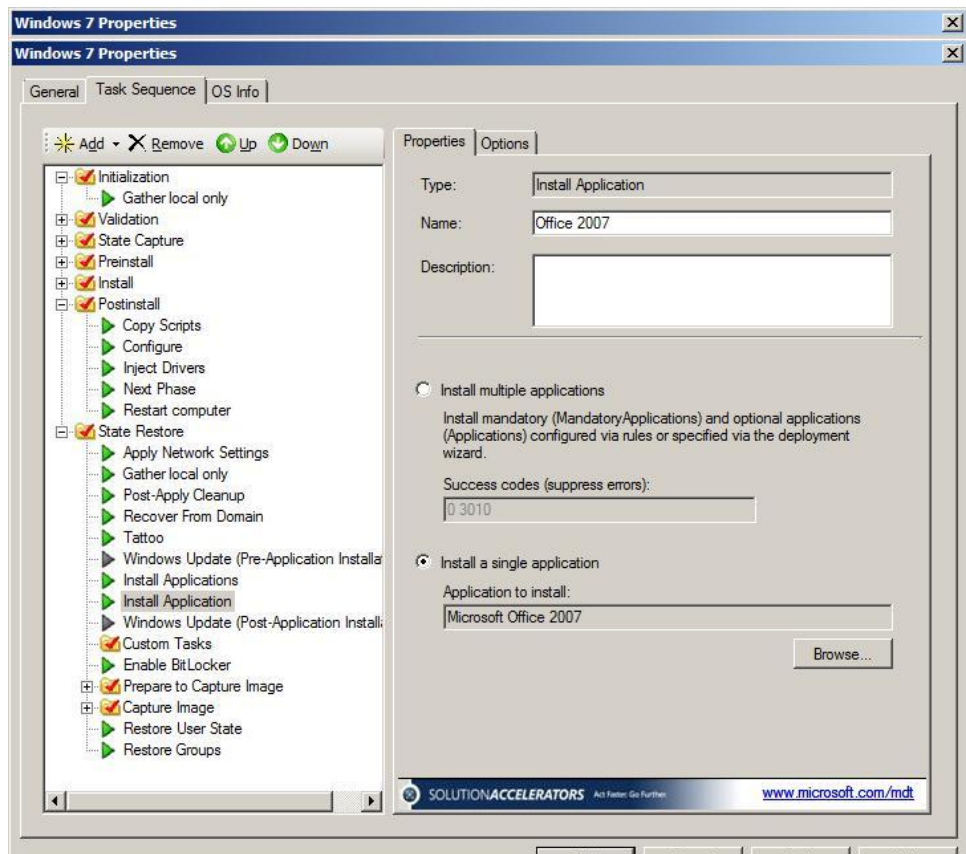 Windows 7 Properties
Windows 7 Properties
General Task Sequence OS Info
Add Remove Up Down
Initialization
Gather local only
Validation
State Capture
Preinstall
Install
Postinstall
Copy Scripts
Configure
Inject Drivers
Next Phase
Restart computer
State Restore
Apply Network Settings
Gather local only
Post-Apply Cleanup
Recover From Domain
Tattoo
Windows Update (Pre-Application Installa
Install Applications
Install Application
Windows Update (Post-Application Install
Custom Tasks
Enable BitLocker
Prepare to Capture Image
Capture Image
Restore User State
Restore Groups
Properties Options
Type: Install Application
Name: Office 2007
Description:
Install multiple applications
Install mandatory (MandatoryApplications) and optional applications
(Applications) configured via rules or specified via the deployment
wizard.
Success codes (suppress errors):
0 3010
Install a single application
Application to install:
Microsoft Office 2007
Browse...
SOLUTIONACCELERATORS Act Faster. Go Further. www.microsoft.com/mdt